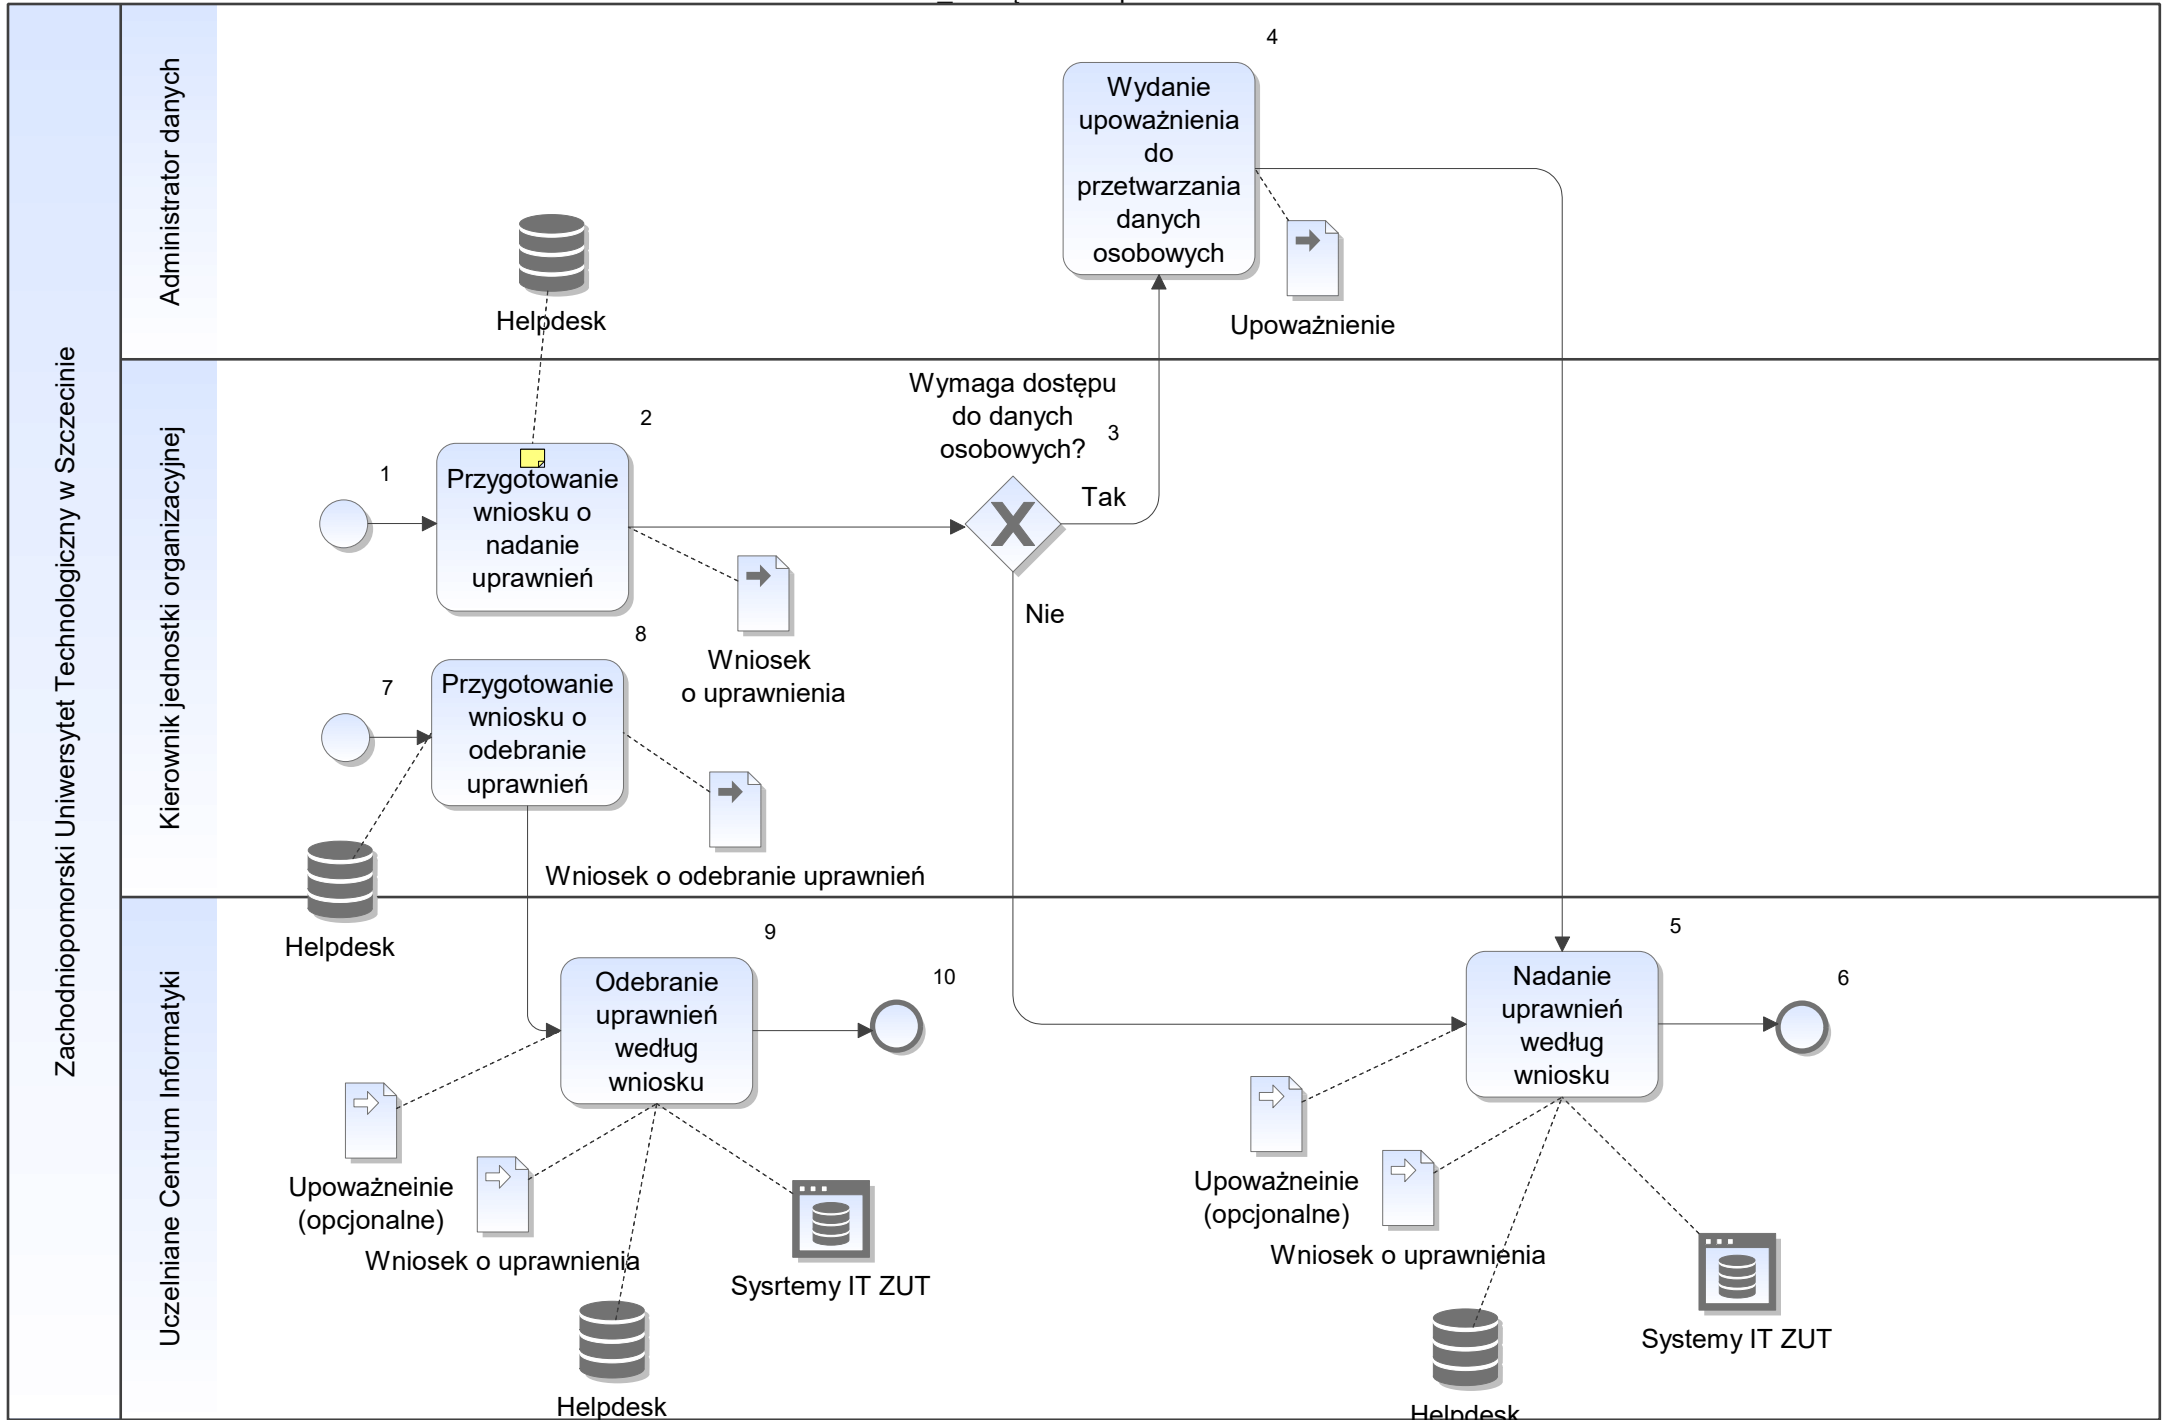 Zachodniopomorski Uniwersytet Technologiczny w Szczecinie
Administrator danych
4
Wydanie
upoważnienia
do
przetwarzania
danych
osobowych
Helpdesk
Upoważnienie
Kierownik jednostki organizacyjnej
Wymaga dostępu
do danych
osobowych?
3
2
1
Przygotowanie
wniosku o
nadanie
uprawnień
X
Tak
Nie
Wniosek
o uprawnienia
8
7
Przygotowanie
wniosku o
odebranie
uprawnień
Wniosek o odebranie uprawnień
Helpdesk
Uczelniane Centrum Informatyki
9
Odebranie
uprawnień
według
wniosku
10
Upoważneinie
(opcjonalne)
Wniosek o uprawnienia
Sysrtemy IT ZUT
Helpdesk
5
Nadanie
uprawnień
według
wniosku
6
Upoważneinie
(opcjonalne)
Wniosek o uprawnienia
Systemy IT ZUT
Helpdesk